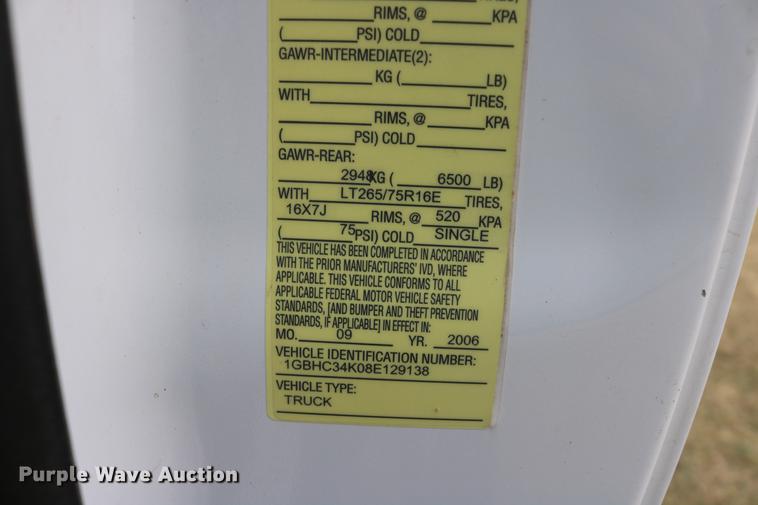 RIMS, @ KPA
( PSI) COLD
GAWR-INTERMEDIATE(2):
KG ( LB)
WITH TIRES,
RIMS, @ KPA
( PSI) COLD
GAWR-REAR:
2948KG ( 6500 LB)
WITH LT265/75R16E TIRES,
16X7J RIMS, @ 520 KPA
( 75PSI) COLD SINGLE
THIS VEHICLE HAS BEEN COMPLETED IN ACCORDANCE
WITH THE PRIOR MANUFACTURERS' IVD, WHERE
APPLICABLE. THIS VEHICLE CONFORMS TO ALL
APPLICABLE FEDERAL MOTOR VEHICLE SAFETY
STANDARDS, [AND BUMPER AND THEFT PREVENTION
STANDARDS, IF APPLICABLE] IN EFFECT IN:
MO. 09 YR. 2006
VEHICLE IDENTIFICATION NUMBER:
1GBHC34K08E129138
VEHICLE TYPE:
TRUCK
Purple Wave Auction